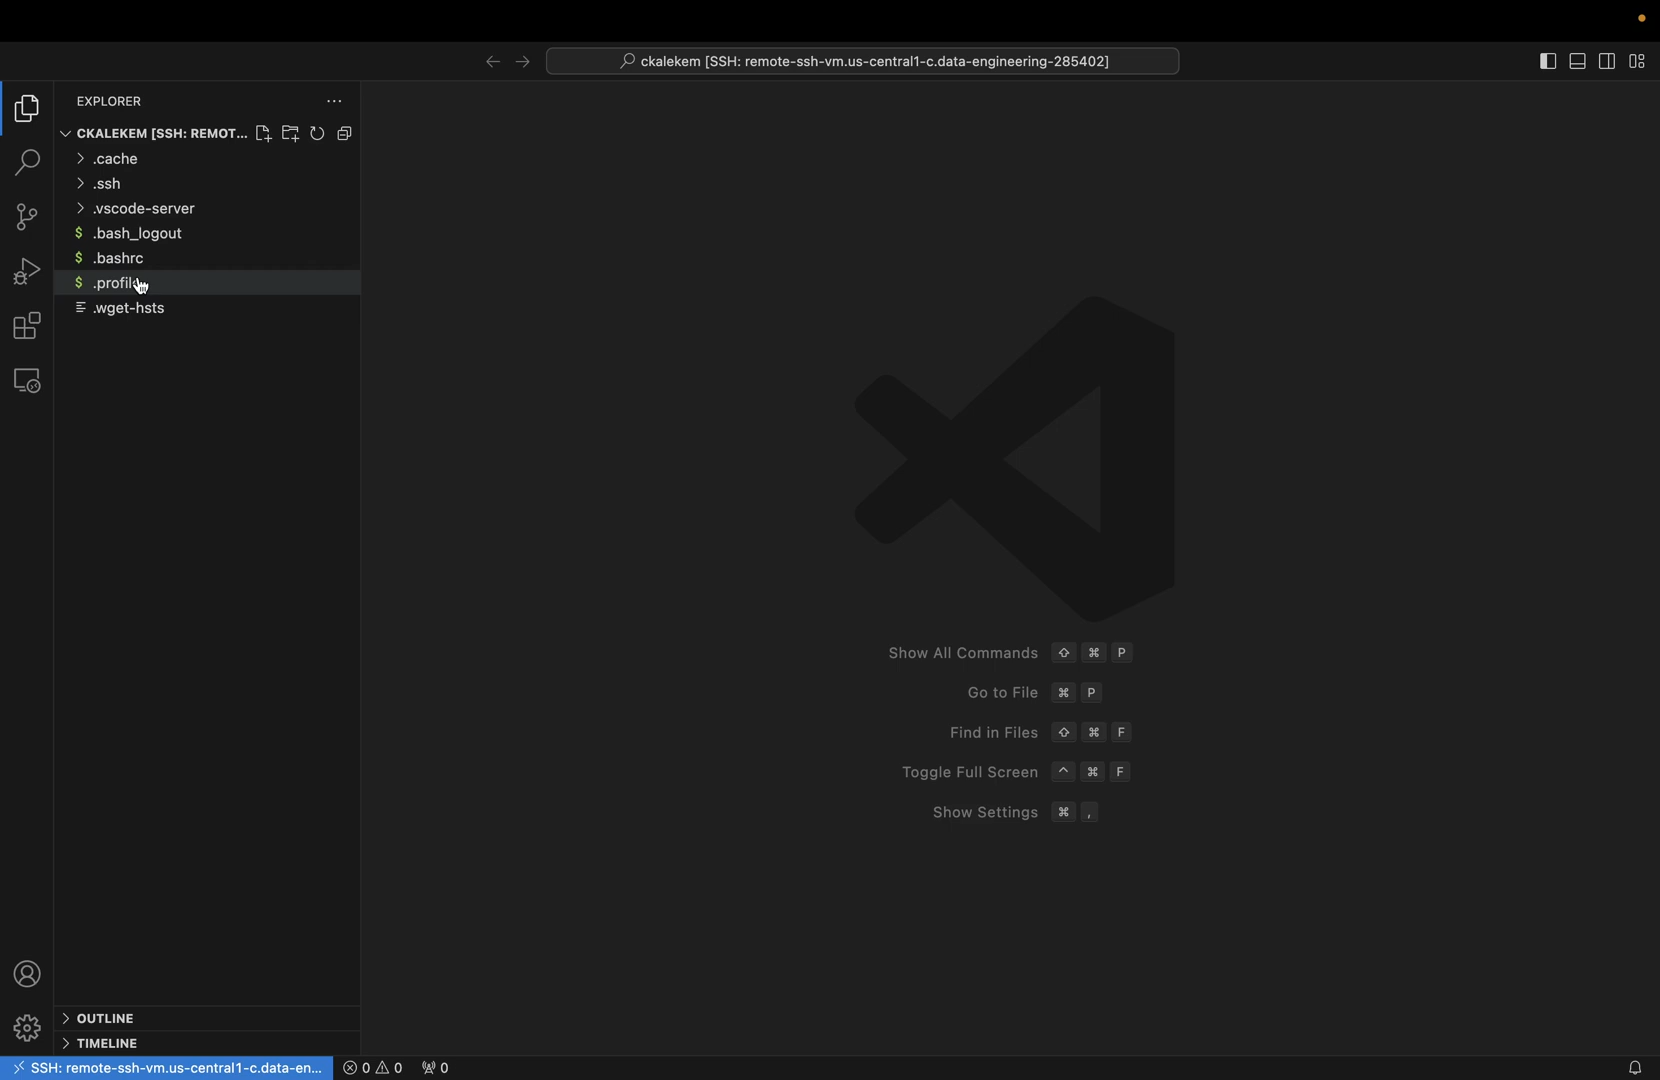 ckalekem [SSH: remote-ssh-vm.us-central1-c.data-engineering-285402]
EXPLORER
CKALEKEM [SSH: REMOT...
.cache
.ssh
.vscode-server
$ .bash_logout
$ .bashrc
$ .profil
.wget-hsts
Show All Commands ⇧ ⌘ P
Go to File ⌘ P
Find in Files ⇧ ⌘ F
Toggle Full Screen ^ ⌘ F
Show Settings ⌘ ,
OUTLINE
TIMELINE
SSH: remote-ssh-vm.us-central1-c.data-en... 0 0 0